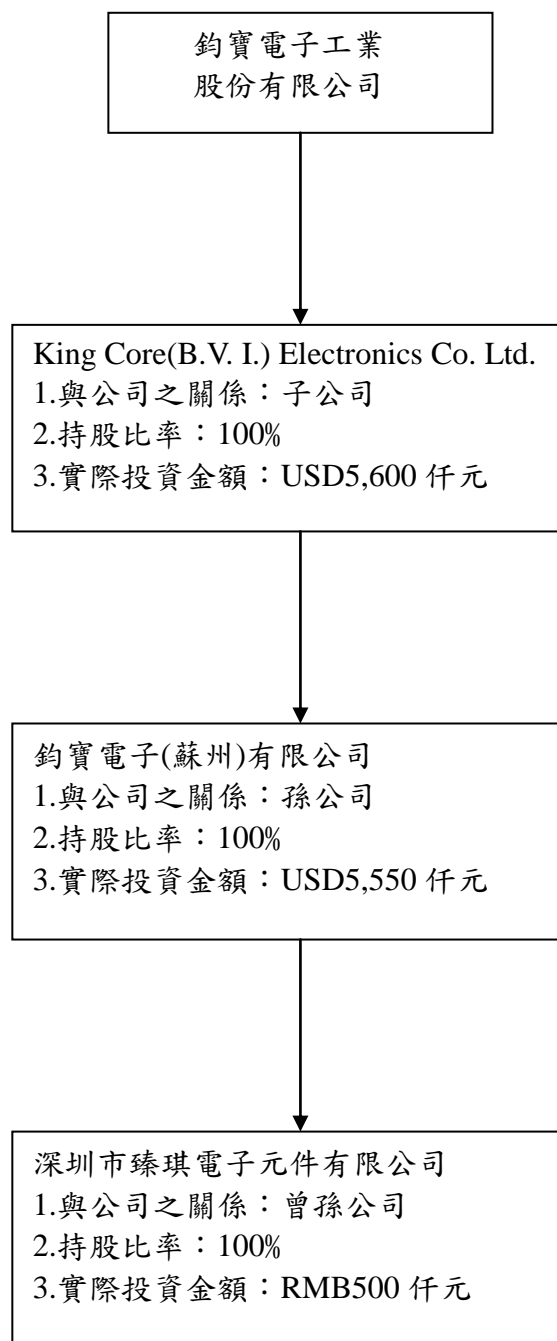 鈞寶電子工業
股份有限公司
King Core(B.V. I.) Electronics Co. Ltd.
1.與公司之關係：子公司
2.持股比率：100%
3.實際投資金額：USD5,600 仟元
鈞寶電子(蘇州)有限公司
1.與公司之關係：孫公司
2.持股比率：100%
3.實際投資金額：USD5,550 仟元
深圳市臻琪電子元件有限公司
1.與公司之關係：曾孫公司
2.持股比率：100%
3.實際投資金額：RMB500 仟元